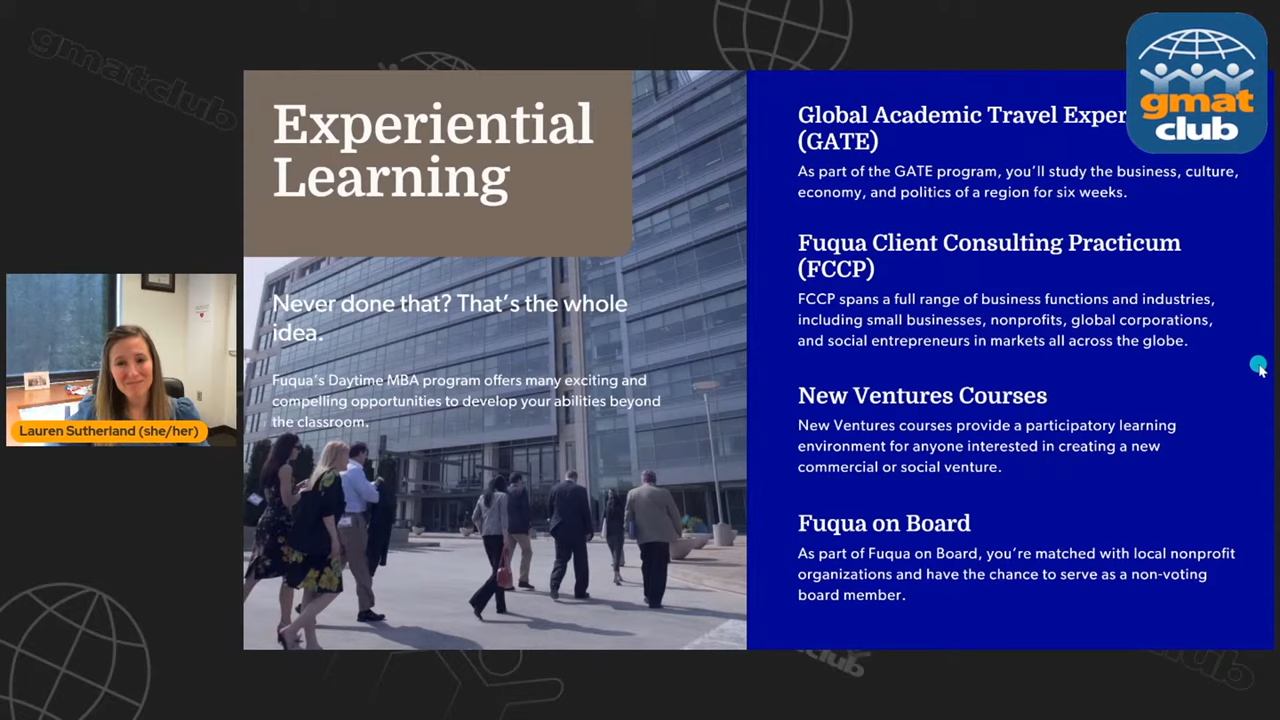 gmatclub
gmat
club
Experiential
Learning
Never done that? That's the whole
idea.
Fuqua's Daytime MBA program offers many exciting and
compelling opportunities to develop your abilities beyond
the classroom.
Global Academic Travel Exper
(GATE)
As part of the GATE program, you'll study the business, culture,
economy, and politics of a region for six weeks.
Fuqua Client Consulting Practicum
(FCCP)
FCCP spans a full range of business functions and industries,
including small businesses, nonprofits, global corporations,
and social entrepreneurs in markets all across the globe.
New Ventures Courses
New Ventures courses provide a participatory learning
environment for anyone interested in creating a new
commercial or social venture.
Fuqua on Board
As part of Fuqua on Board, you're matched with local nonprofit
organizations and have the chance to serve as a non-voting
board member.
Lauren Sutherland (she/her)
club